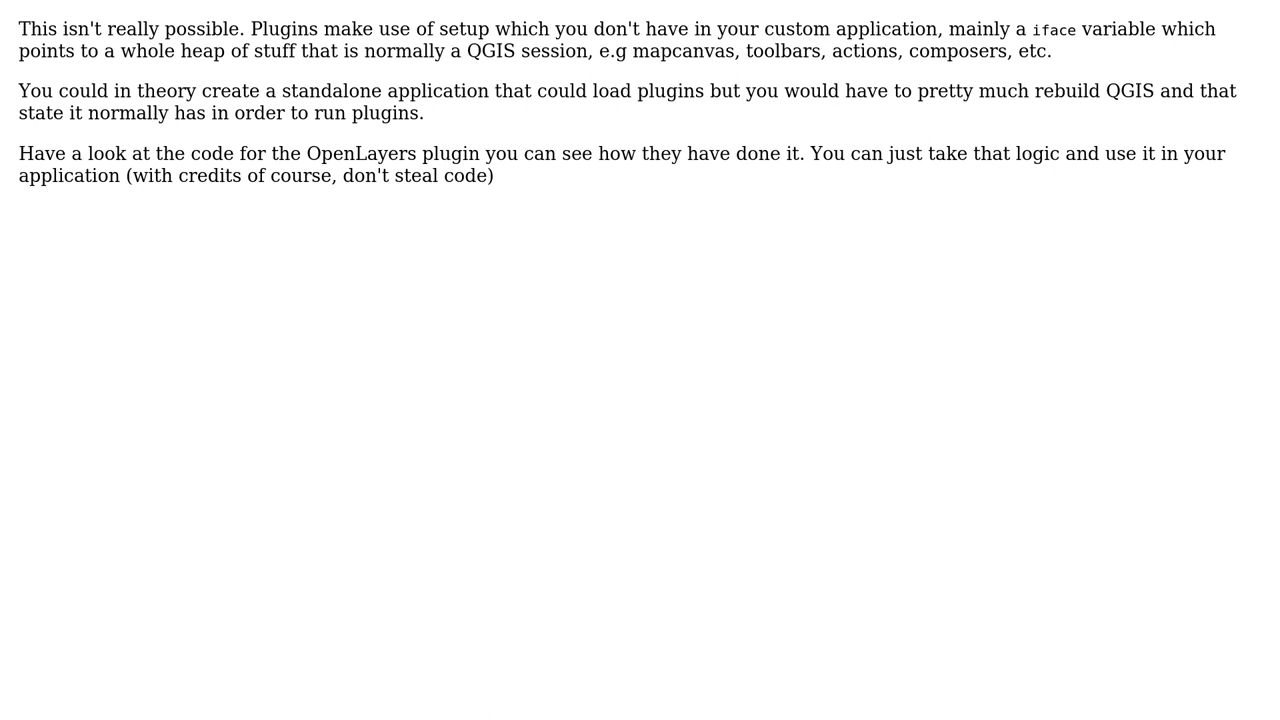 This isn't really possible. Plugins make use of setup which you don't have in your custom application, mainly a iface variable which
points to a whole heap of stuff that is normally a QGIS session, e.g mapcanvas, toolbars, actions, composers, etc.
You could in theory create a standalone application that could load plugins but you would have to pretty much rebuild QGIS and that
state it normally has in order to run plugins.
Have a look at the code for the OpenLayers plugin you can see how they have done it. You can just take that logic and use it in your
application (with credits of course, don't steal code)